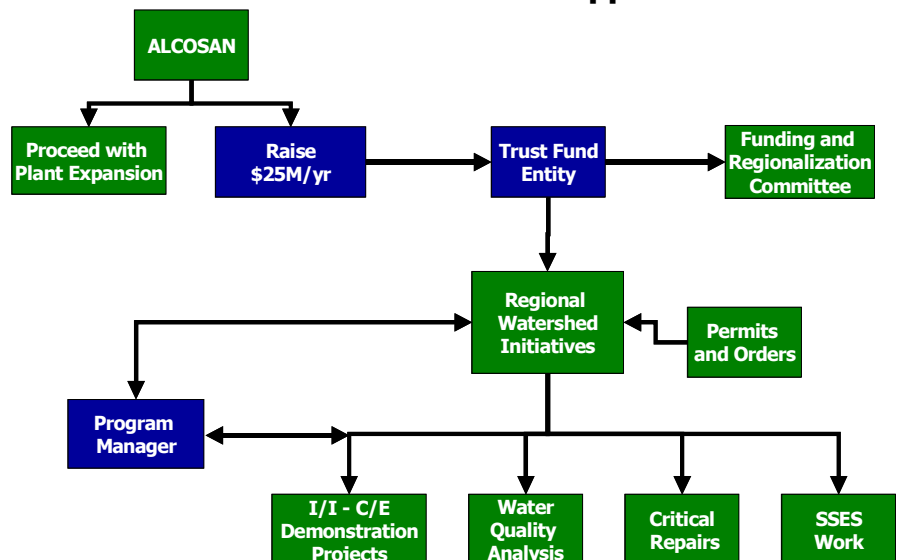 ALCOSAN
Proceed with
Plant Expansion
Raise
$25M/yr
Trust Fund
Entity
Funding and
Regionalization
Committee
Regional
Watershed
Initiatives
Permits
and Orders
Program
Manager
I/I - C/E
Demonstration
Projects
Water
Quality
Analysis
Critical
Repairs
SSES
Work